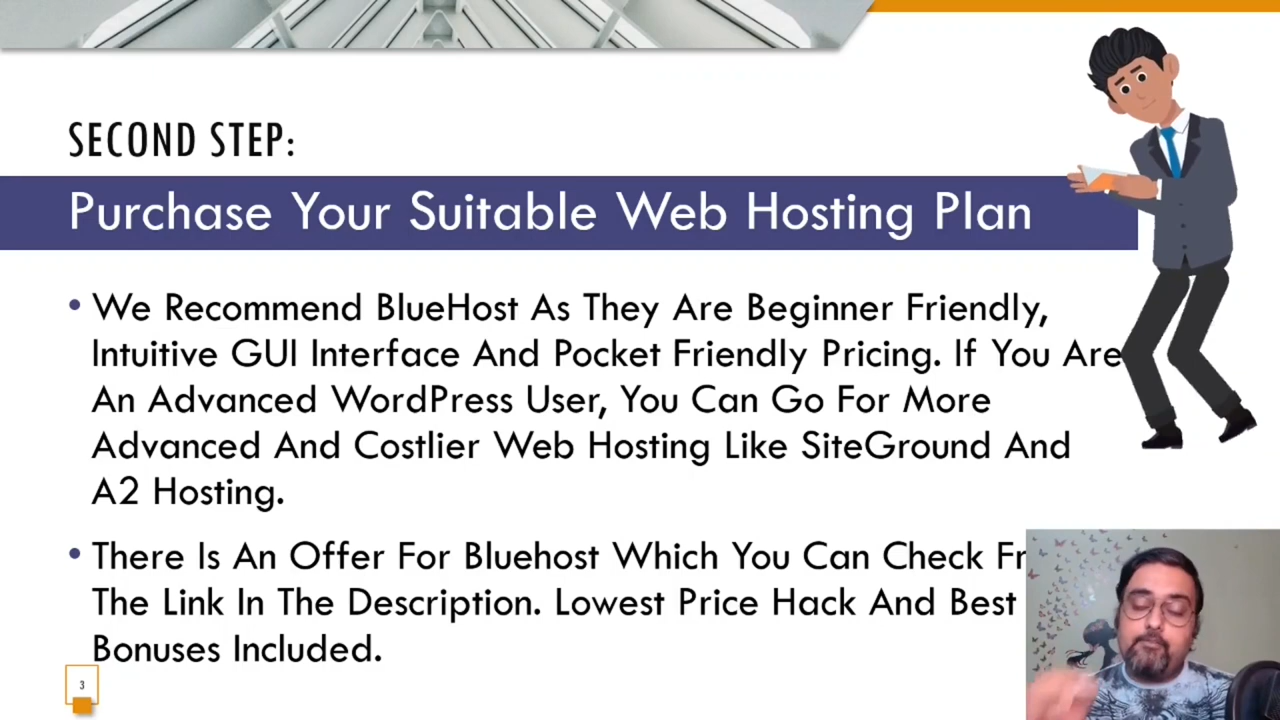 SECOND STEP:
Purchase Your Suitable Web Hosting Plan
• We Recommend BlueHost As They Are Beginner Friendly,
Intuitive GUI Interface And Pocket Friendly Pricing. If You Are
An Advanced WordPress User, You Can Go For More
Advanced And Costlier Web Hosting Like SiteGround And
A2 Hosting.
• There Is An Offer For Bluehost Which You Can Check Fr
The Link In The Description. Lowest Price Hack And Best
Bonuses Included.
3